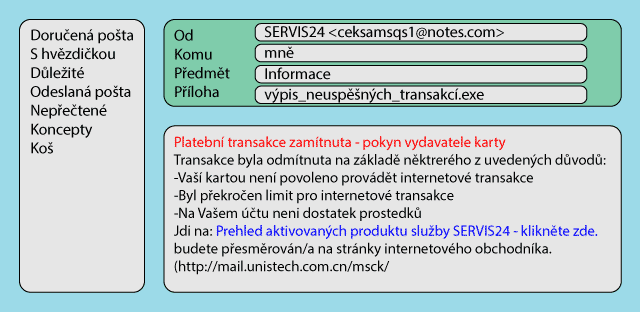 Doručená pošta
S hvězdičkou
Důležité
Odeslaná pošta
Nepřečtené
Koncepty
Koš
Od SERVIS24 <ceksamsqs1@notes.com>
Komu mně
Předmět Informace
Příloha výpis_neuspěšných_transakcí.exe
Platební transakce zamítnuta - pokyn vydavatele karty
Transakce byla odmítnuta na základě něktrerého z uvedených důvodů:
-Vaší kartou není povoleno provádět internetové transakce
-Byl překročen limit pro internetové transakce
-Na Vašem účtu neni dostatek prostedků
Jdi na: Prehled aktivovaných produktu služby SERVIS24 - klikněte zde.
budete přesměrován/a na stránky internetového obchodníka.
(http://mail.unistech.com.cn/msck/